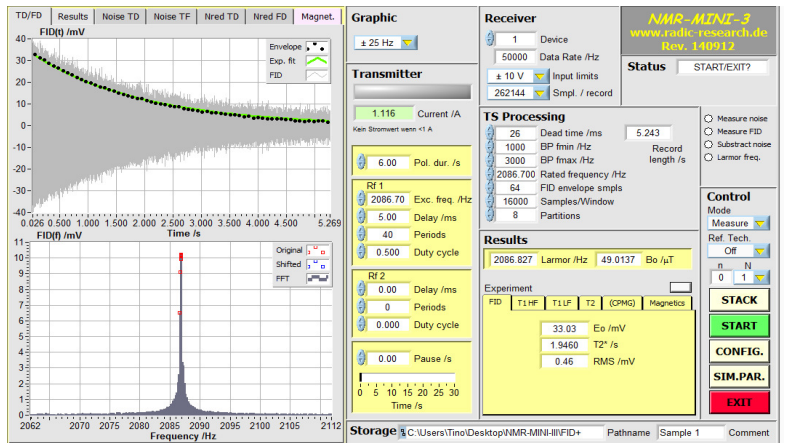 TD/FD Results Noise TD Noise TF Nred TD Nred FD Magnet.
FID(t) /mV
40
30
20
10
0
-10
-20
-30
-40
Envelope
Exp. fit
FID
0.026 0.500 1.000 1.500 2.000 2.500 3.000 3.500 4.000 4.500 5.269
Time /s
FID(f) /mV
11
10
9
8
7
6
5
4
3
2
1
0
Original
Shifted
FFT
2062 2070 2075 2080 2085 2090 2095 2100 2105 2112
Frequency /Hz
Graphic
± 25 Hz
Transmitter
1.116 Current /A
Kein Stromwert wenn <1 A
6.00 Pol. dur. /s
Rf 1
2086.70 Exc. freq. /Hz
5.00 Delay /ms
40 Periods
0.500 Duty cycle
Rf 2
0.00 Delay /ms
0 Periods
0.000 Duty cycle
0.00 Pause /s
0 5 10 15 20 25 30
Time /s
Receiver
1 Device
50000 Data Rate /Hz
± 10 V Input limits
262144 Smpl. / record
NMR-MINI-3
www.radic-research.de
Rev. 140912
Status START/EXIT?
TS Processing
26 Dead time /ms 5.243
1000 BP fmin /Hz Record
3000 BP fmax /Hz length /s
2086.700 Rated frequency /Hz
64 FID envelope smpls
16000 Samples/Window
8 Partitions
Measure noise
Measure FID
Substract noise
Larmor freq.
Results
2086.827 Larmor /Hz 49.0137 Bo /µT
Experiment
FID T1HF T1LF T2 (CPMG) Magnetics
33.03 Eo /mV
1.9460 T2* /s
0.46 RMS /mV
Control
Mode
Measure
Ref. Tech.
Off
n N
0 1
STACK
START
CONFIG.
SIM.PAR.
EXIT
Storage C:\Users\Tino\Desktop\NMR-MINI-III\FID+ Pathname Sample 1 Comment